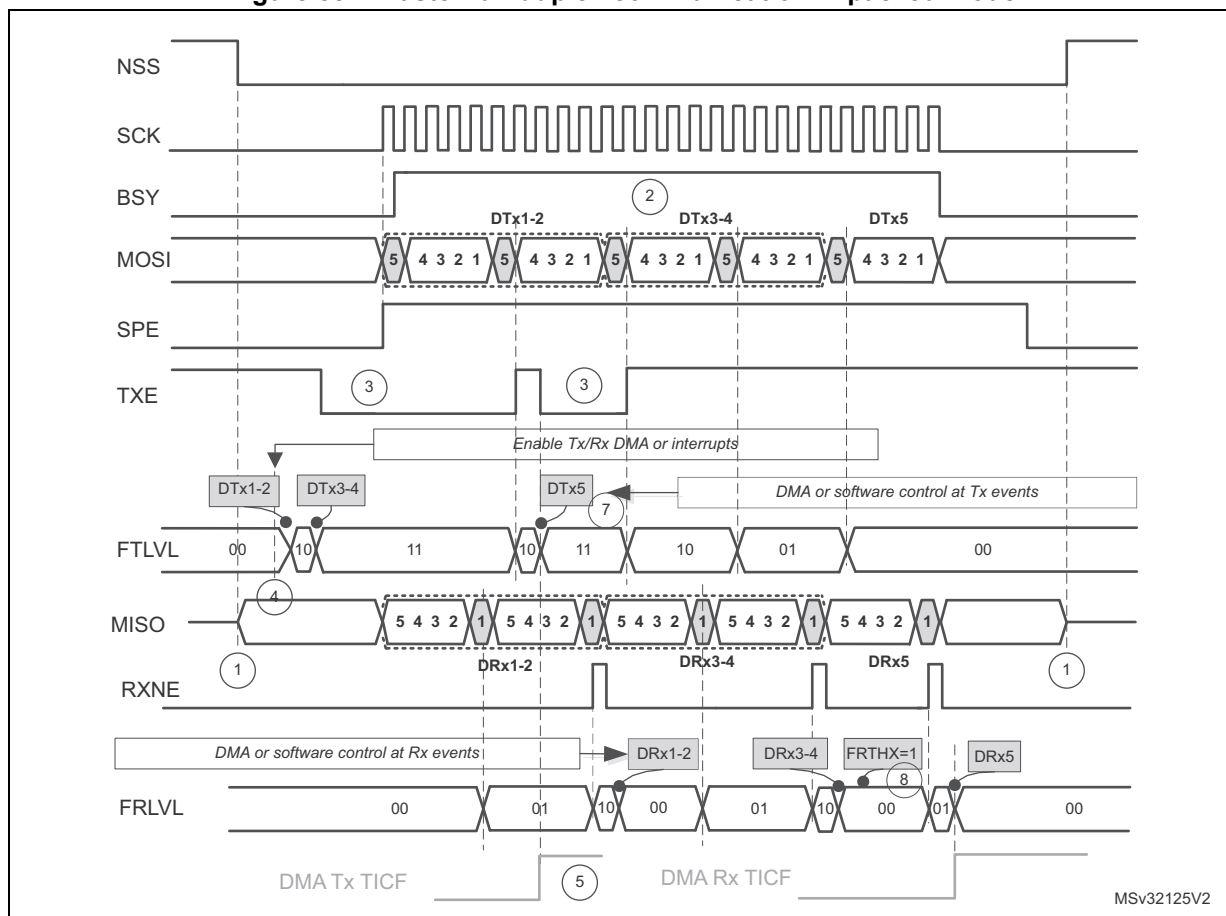 NSS
SCK
BSY
2
DTx1-2 DTx3-4 DTx5
MOSI 5 4 3 2 1 5 4 3 2 1 5 4 3 2 1 5 4 3 2 1 5 4 3 2 1
SPE
TXE 3 3
Enable Tx/Rx DMA or interrupts
DTx1-2 DTx3-4 DTx5 DMA or software control at Tx events
7
FTLVL 00 10 11 10 11 10 01 00
4
MISO 5 4 3 2 1 5 4 3 2 1 5 4 3 2 1 5 4 3 2 1 5 4 3 2 1
1 DRx1-2 DRx3-4 DRx5 1
RXNE
DMA or software control at Rx events DRx1-2 DRx3-4 FRTHX=1 DRx5
8
FRLVL 00 01 10 00 01 10 00 01 00
DMA Tx TICF 5 DMA Rx TICF
MSv32125V2